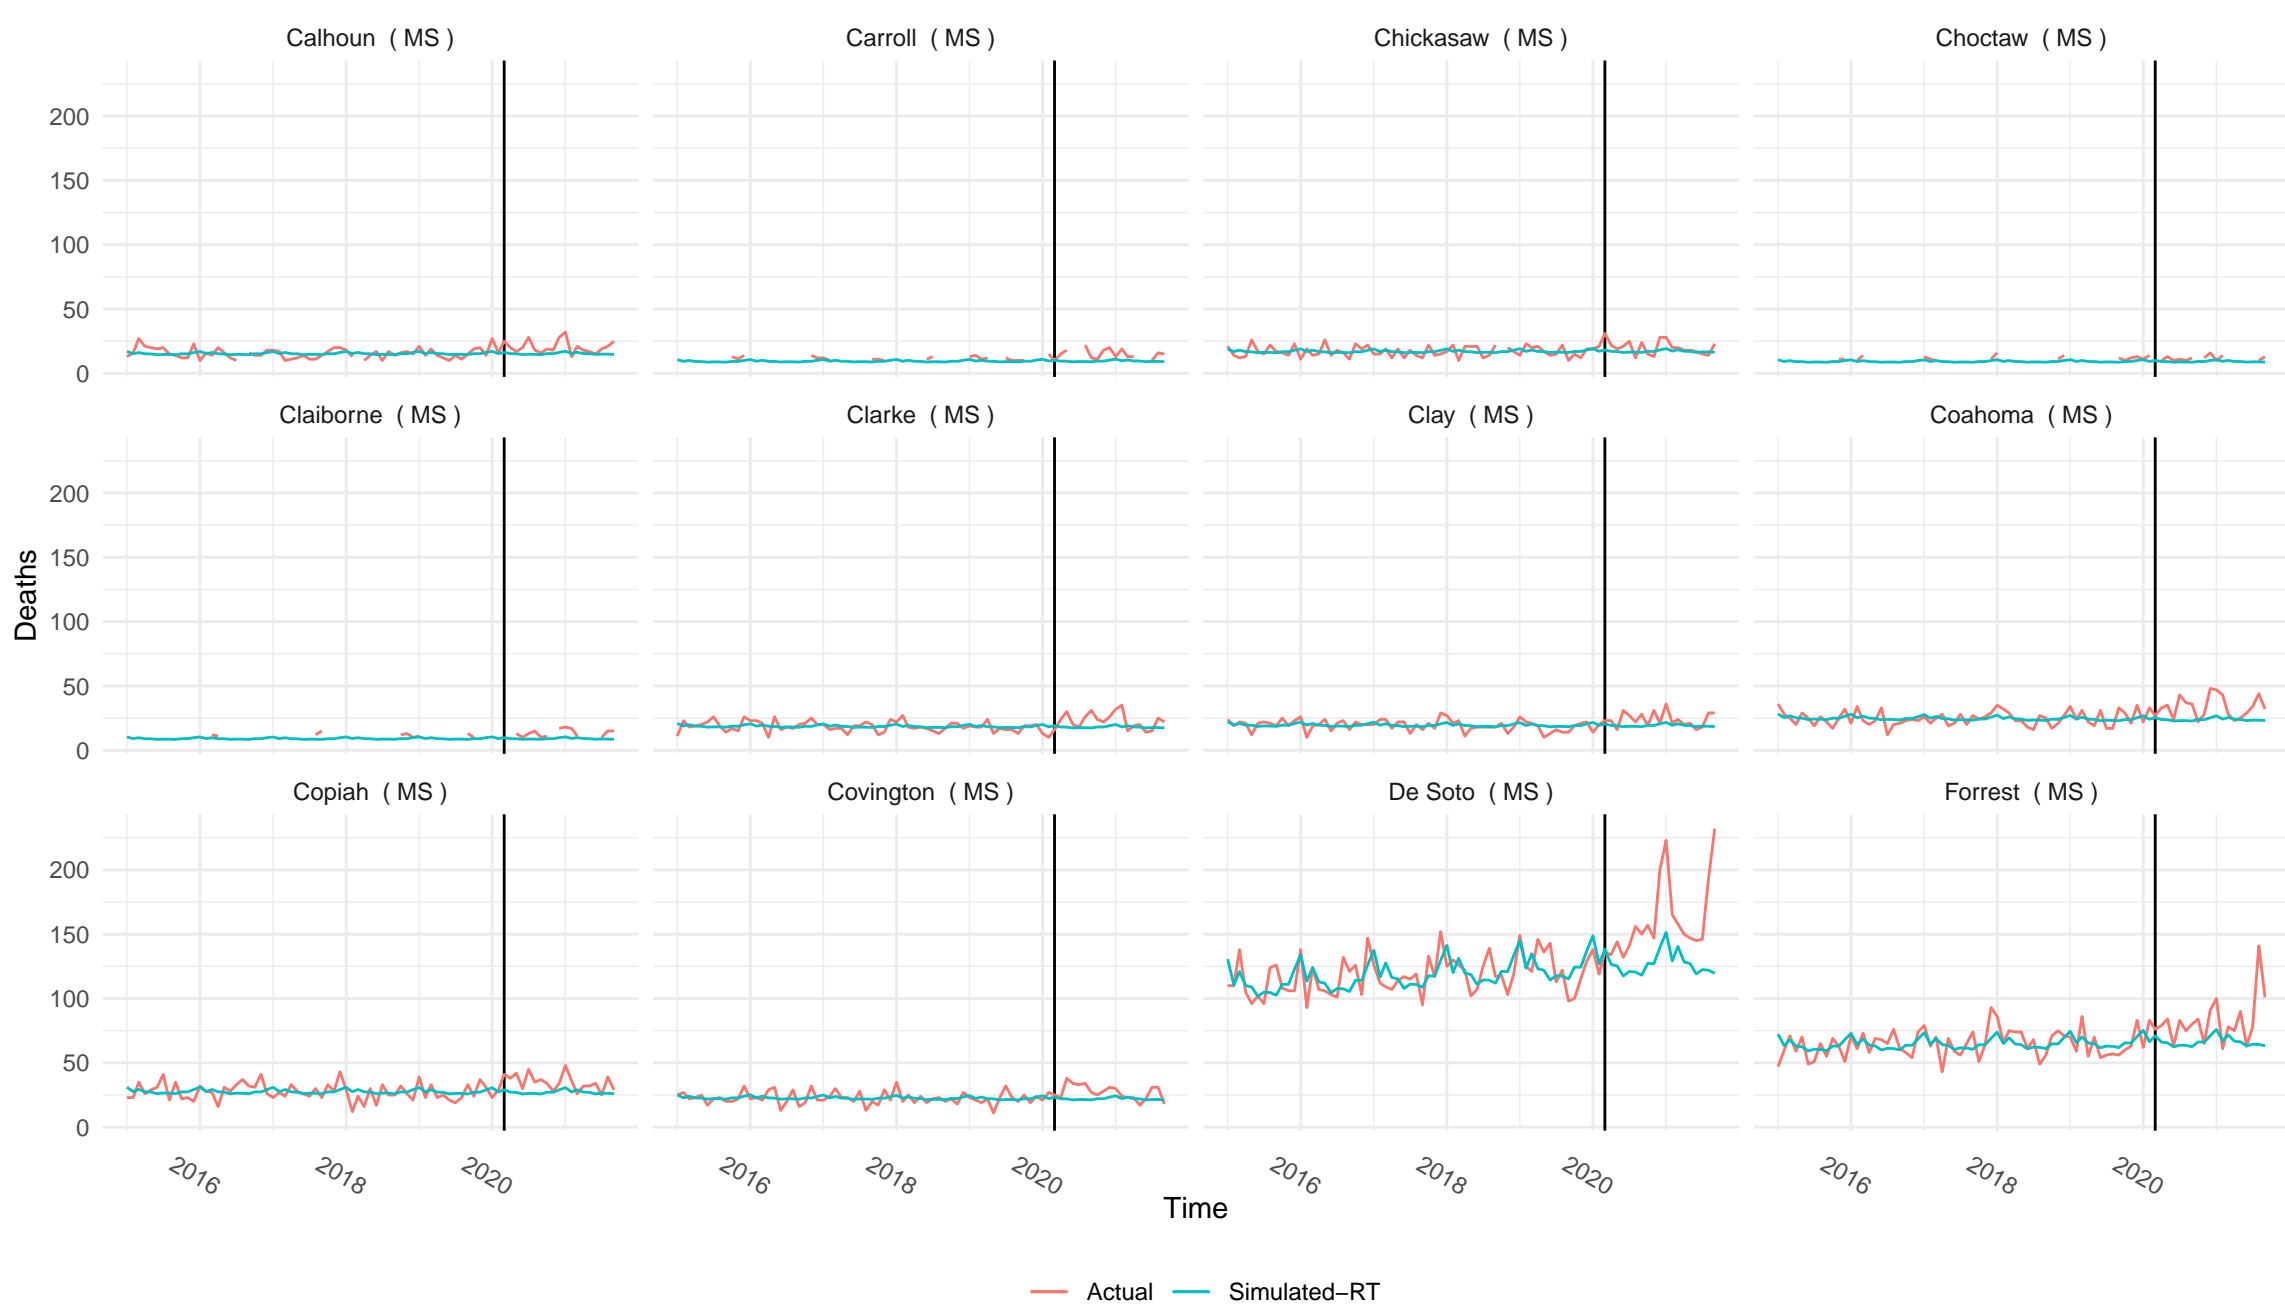 Calhoun ( MS ) Carroll ( MS ) Chickasaw ( MS ) Choctaw ( MS )
200
150
100
50
0
Claiborne ( MS ) Clarke ( MS ) Clay ( MS ) Coahoma ( MS )
200
150
100
50
0
Deaths
Copiah ( MS ) Covington ( MS ) De Soto ( MS ) Forrest ( MS )
200
150
100
50
0
2016 2018 2020 2016 2018 2020 2016 2018 2020 2016 2018 2020
Time
Actual Simulated−RT